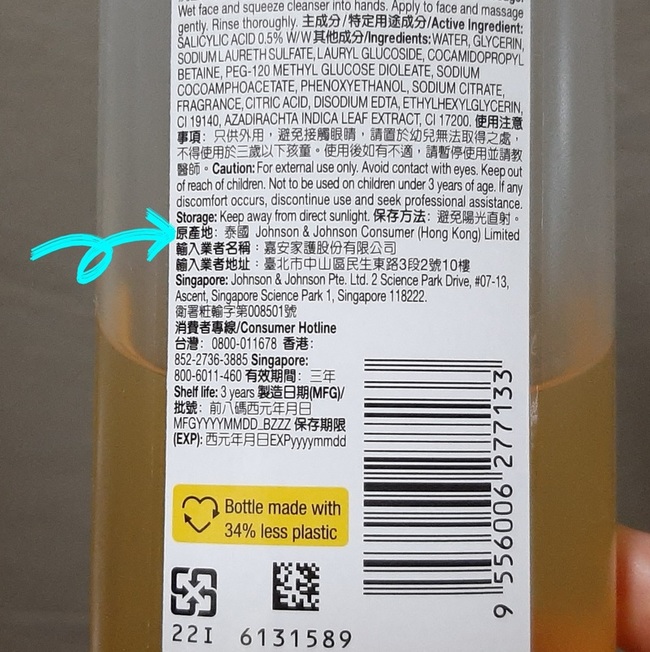 Wet face and squeeze cleanser into hands. Apply to face and massage
gently. Rinse thoroughly. 主成分/特定用途成分/Active Ingredient:
SALICYLIC ACID 0.5% W/W 其他成分/Ingredients: WATER, GLYCERIN,
SODIUM LAURETH SULFATE, LAURYL GLUCOSIDE, COCAMIDOPROPYL
BETAINE, PEG-120 METHYL GLUCOSE DIOLEATE, SODIUM
COCOAMPHOACETATE, PHENOXYETHANOL, SODIUM CITRATE,
FRAGRANCE, CITRIC ACID, DISODIUM EDTA, ETHYLHEXYLGLYCERIN,
CI 19140, AZADIRACHTA INDICA LEAF EXTRACT, CI 17200. 使用注意
事項: 只供外用，避免接觸眼睛，請置於幼兒無法取得之處，
不得使用於三歲以下孩童。使用後如有不適，請暫停使用並請教
醫師。Caution: For external use only. Avoid contact with eyes. Keep out
of reach of children. Not to be used on children under 3 years of age. If any
discomfort occurs, discontinue use and seek professional assistance.
Storage: Keep away from direct sunlight. 保存方法: 避免陽光直射。
原產地: 泰國 Johnson & Johnson Consumer (Hong Kong) Limited
輸入業者名稱：嘉安家護股份有限公司
輸入業者地址：臺北市中山區民生東路3段2號10樓
Singapore: Johnson & Johnson Pte. Ltd. 2 Science Park Drive, #07-13,
Ascent, Singapore Science Park 1, Singapore 118222.
衛署粧輸字第008501號
消費者專線/Consumer Hotline
台灣: 0800-011678 香港:
852-2736-3885 Singapore:
800-6011-460 有效期間: 三年
Shelf life: 3 years 製造日期(MFG)/
批號: 前八碼西元年月日
MFGYYYYMMDD_BZZZ 保存期限
(EXP): 西元年月日EXPyyyymmdd
Bottle made with
34% less plastic
9 556006 277133
22I 6131589